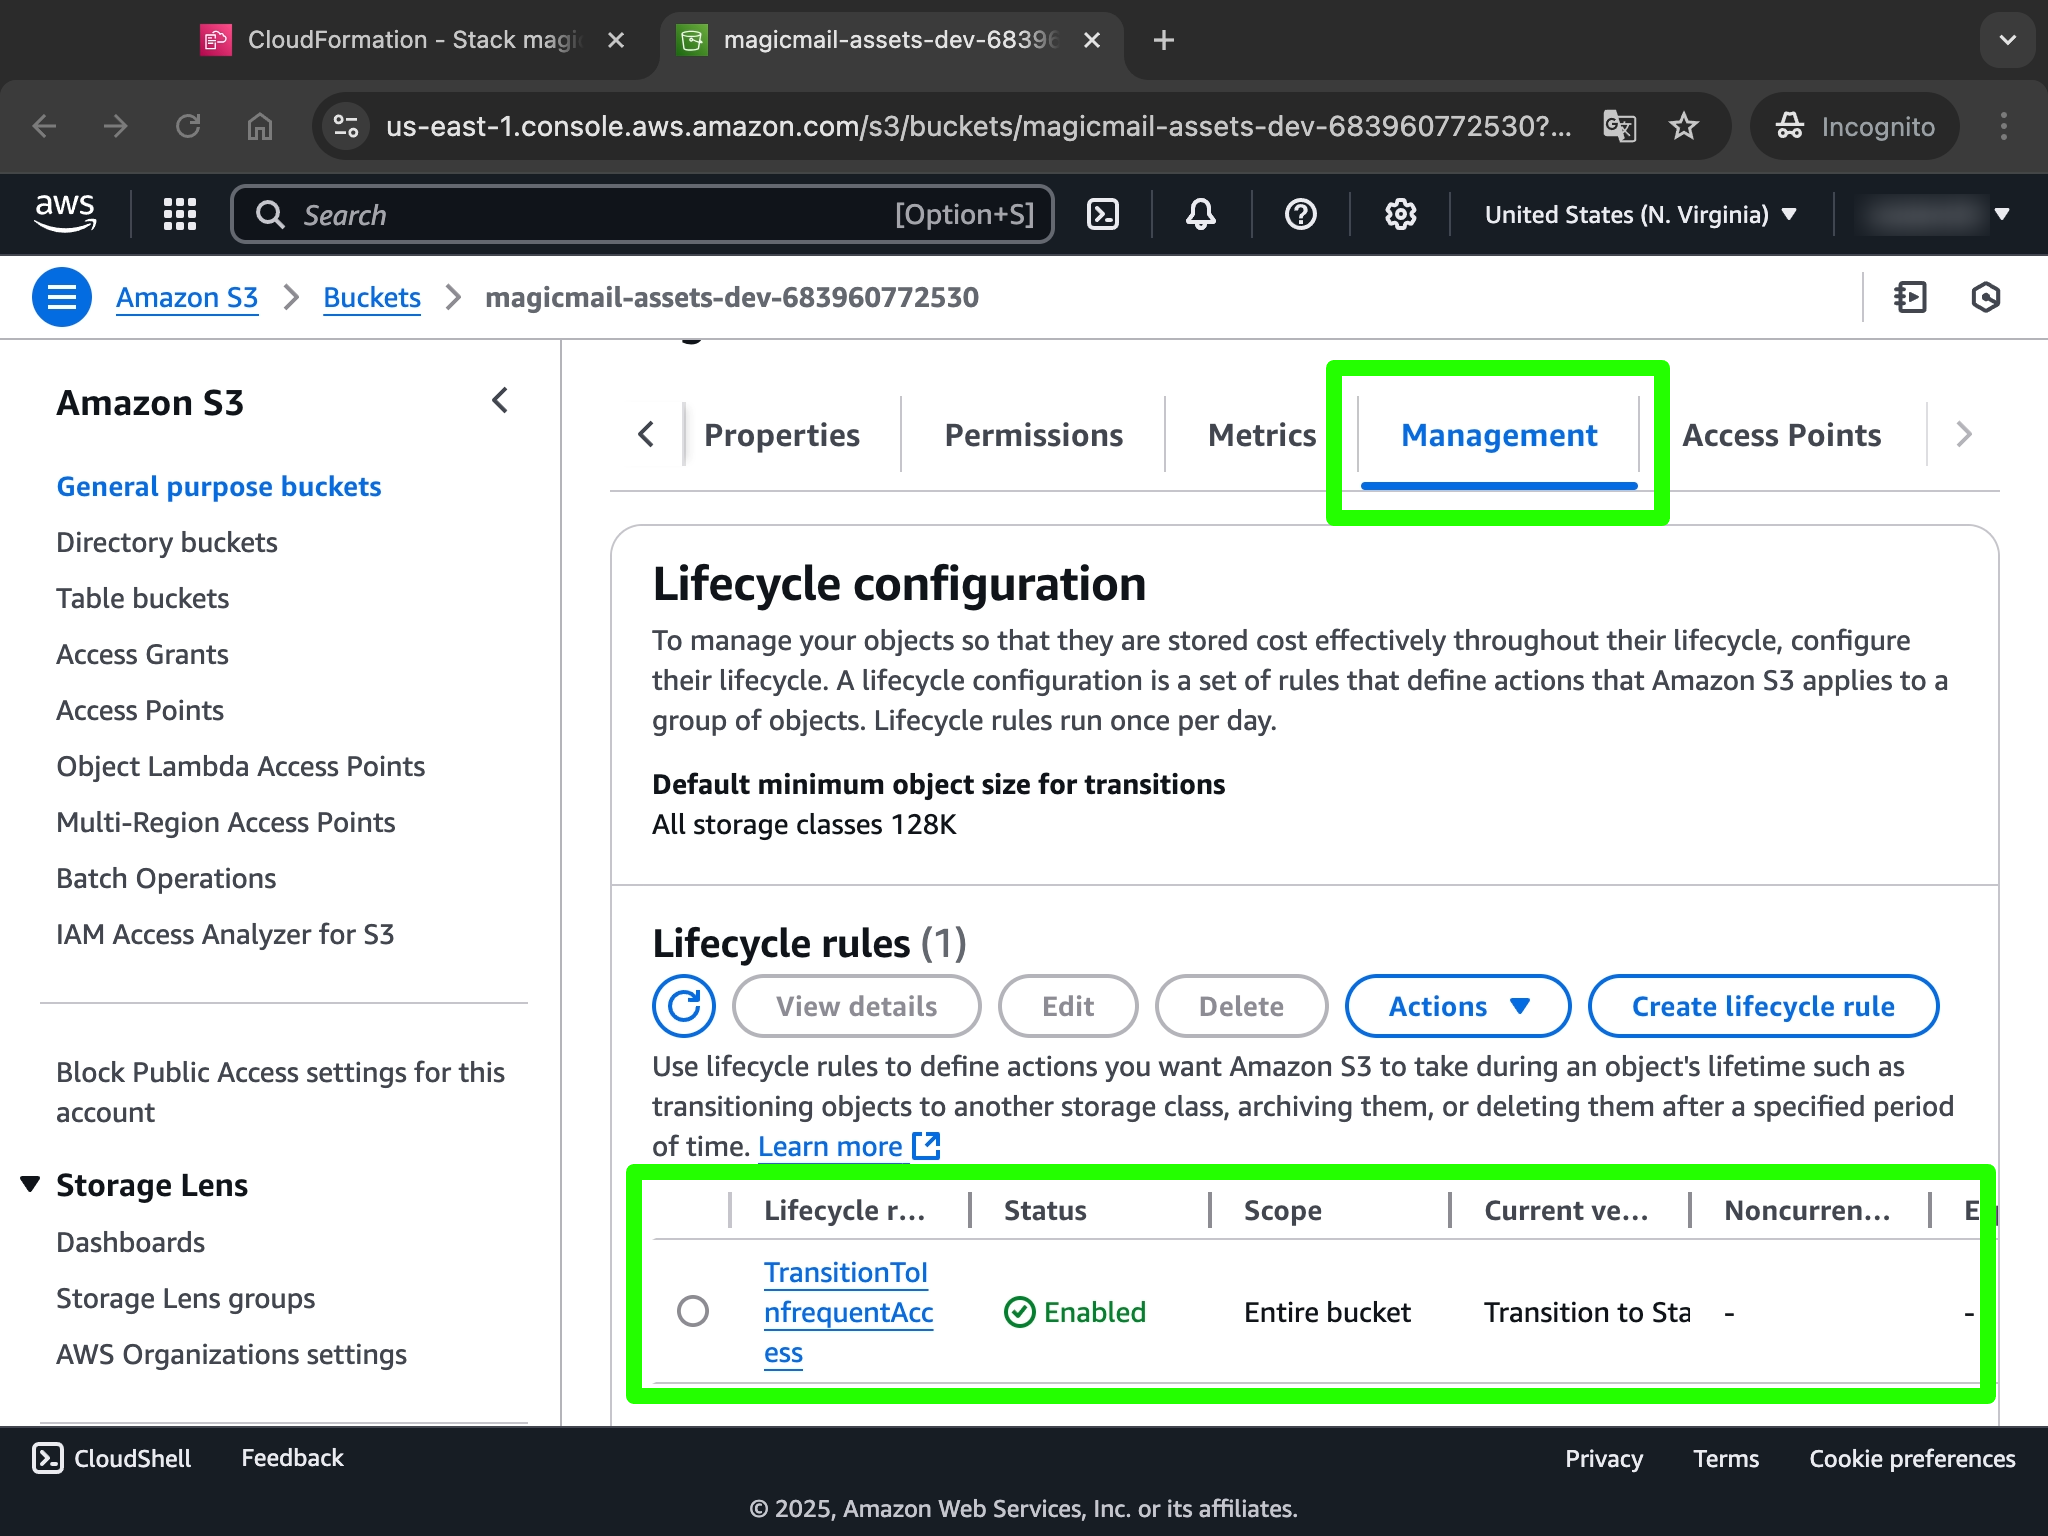 CloudFormation - Stack magic
magicmail-assets-dev-68396
us-east-1.console.aws.amazon.com/s3/buckets/magicmail-assets-dev-683960772530?...
Incognito
aws
Search
[Option+S]
United States (N. Virginia)
Amazon S3
Buckets
magicmail-assets-dev-683960772530
Amazon S3
General purpose buckets
Directory buckets
Table buckets
Access Grants
Access Points
Object Lambda Access Points
Multi-Region Access Points
Batch Operations
IAM Access Analyzer for S3
Block Public Access settings for this
account
Storage Lens
Dashboards
Storage Lens groups
AWS Organizations settings
Properties
Permissions
Metrics
Management
Access Points
Lifecycle configuration
To manage your objects so that they are stored cost effectively throughout their lifecycle, configure
their lifecycle. A lifecycle configuration is a set of rules that define actions that Amazon S3 applies to a
group of objects. Lifecycle rules run once per day.
Default minimum object size for transitions
All storage classes 128K
Lifecycle rules (1)
View details
Edit
Delete
Actions
Create lifecycle rule
Use lifecycle rules to define actions you want Amazon S3 to take during an object's lifetime such as
transitioning objects to another storage class, archiving them, or deleting them after a specified period
of time. Learn more
Lifecycle r...
Status
Scope
Current ve...
Noncurren...
TransitionToI
nfrequentAcc
ess
Enabled
Entire bucket
Transition to Sta
-
-
CloudShell
Feedback
Privacy
Terms
Cookie preferences
© 2025, Amazon Web Services, Inc. or its affiliates.